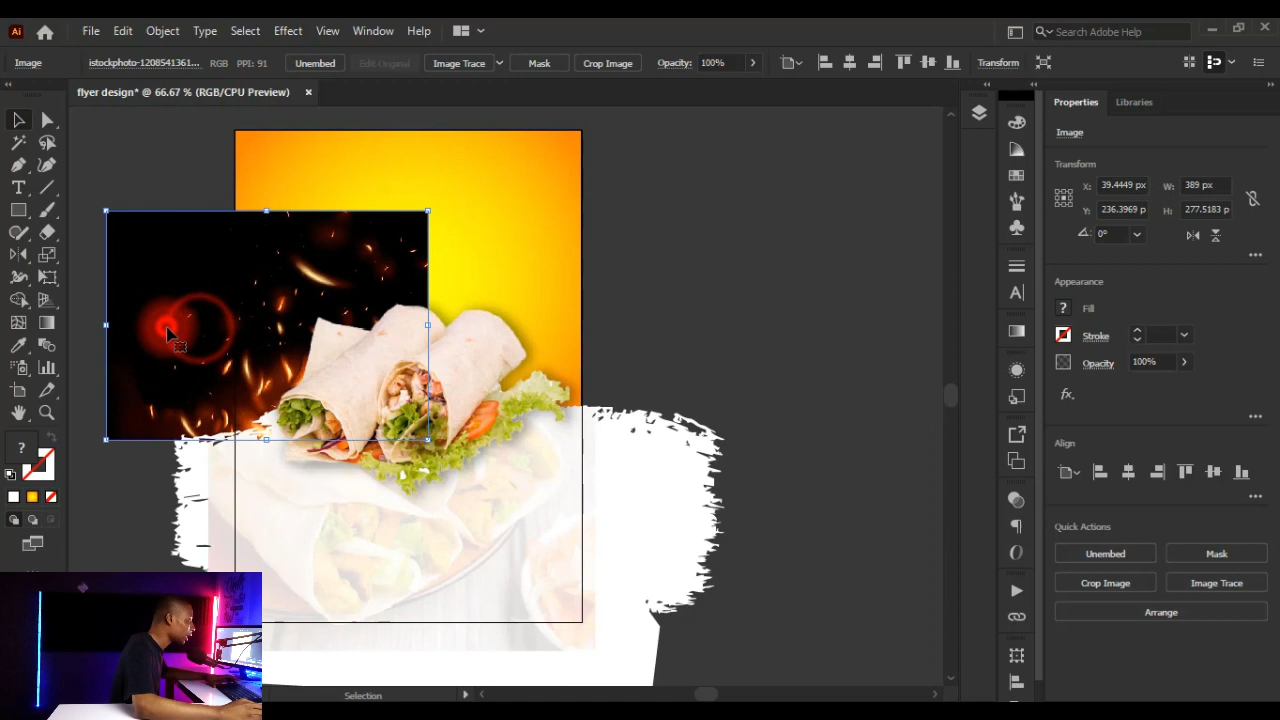 Ai File Edit Object Type Select Effect View Window Help Search Adobe Help
Image istockphoto-1208541361... RGB PPI: 91 Unembed Edit Original Image Trace Mask Crop Image Opacity: 100% Transform
flyer design* @ 66.67 % (RGB/CPU Preview) ×
Properties Libraries
Image
Transform
X: 39.4449 px W: 389 px
Y: 236.3969 p H: 277.5183 p
0°
Appearance
? Fill
Stroke
Opacity 100%
fx.
Align
?
Quick Actions
Unembed Mask
Crop Image Image Trace
Arrange
Selection